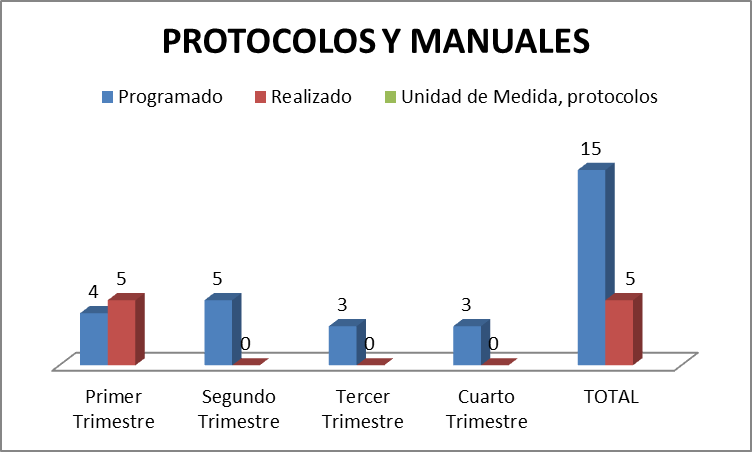 PROTOCOLOS Y MANUALES
Programado Realizado Unidad de Medida, protocolos
4 5 5 0 3 0 3 0 15 5
Primer Trimestre
Segundo Trimestre
Tercer Trimestre
Cuarto Trimestre
TOTAL